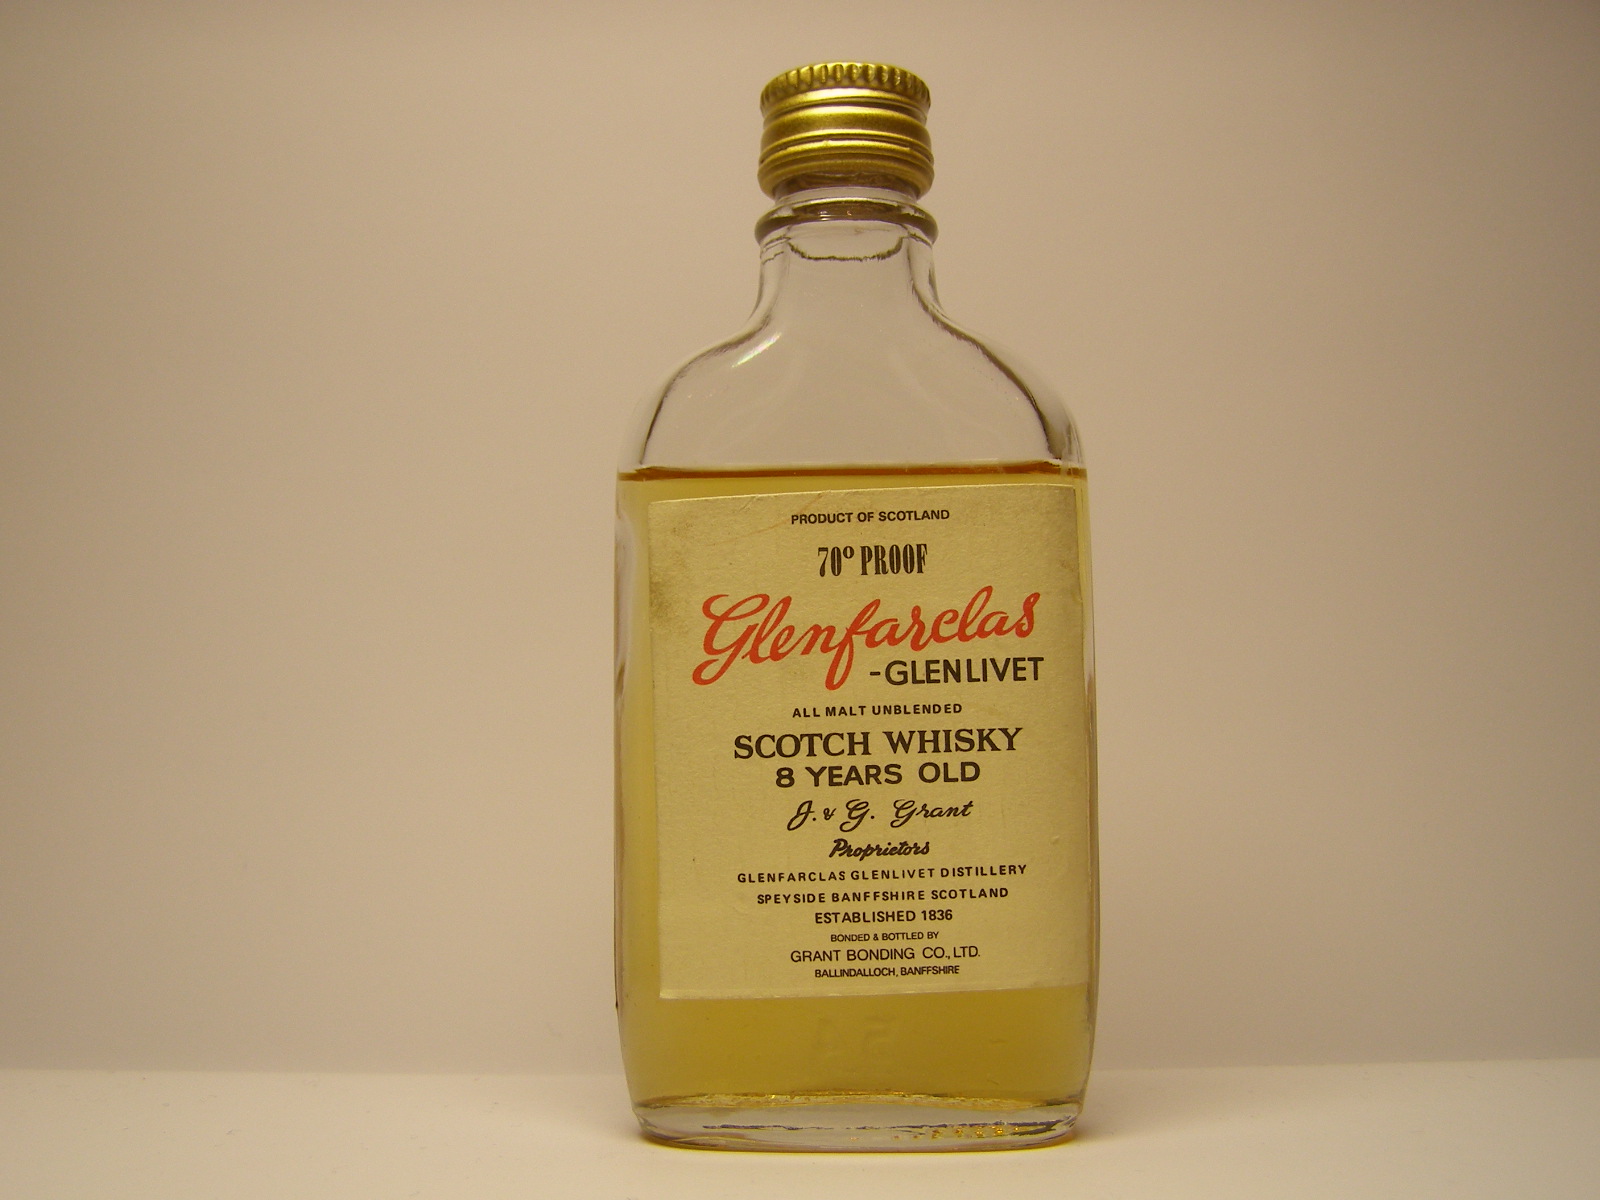 PRODUCT OF SCOTLAND
70º PROOF
Glenfarclas
-GLENLIVET
ALL MALT UNBLENDED
SCOTCH WHISKY
8 YEARS OLD
J. & G. Grant
Proprietors
GLENFARCLAS GLENLIVET DISTILLERY
SPEYSIDE BANFFSHIRE SCOTLAND
ESTABLISHED 1836
BONDED & BOTTLED BY
GRANT BONDING CO., LTD.
BALLINDALLOCH, BANFFSHIRE